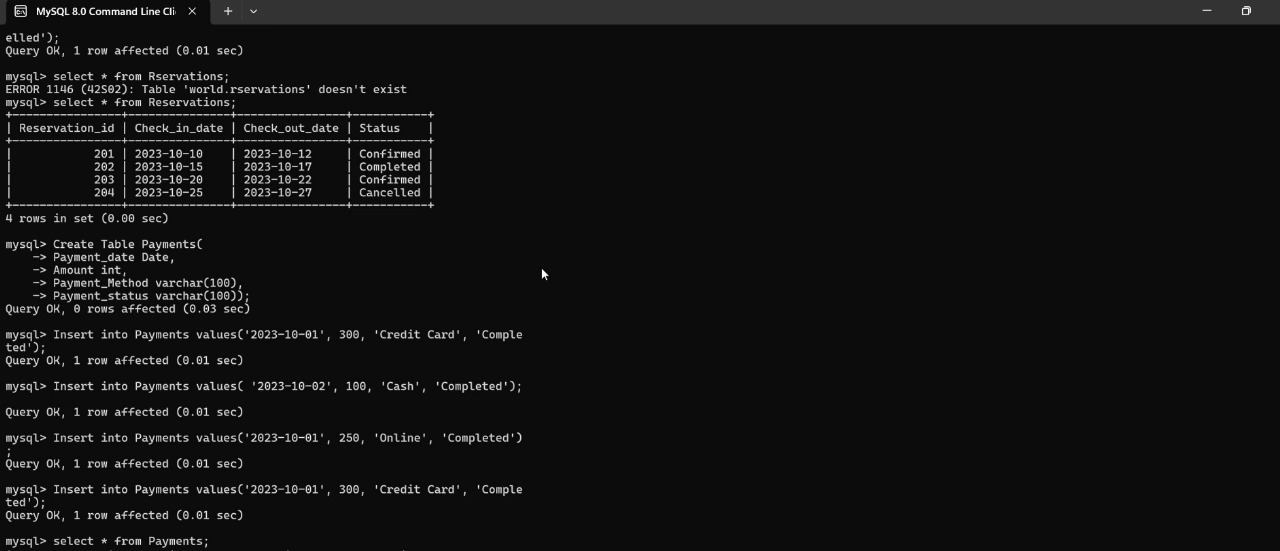 MySQL 8.0 Command Line Cli
elled');
Query OK, 1 row affected (0.01 sec)
mysql> select * from Rservations;
ERROR 1146 (42S02): Table 'world.rservations' doesn't exist
mysql> select * from Reservations;
+----------------+---------------+----------------+-----------+
| Reservation_id | Check_in_date | Check_out_date | Status    |
+----------------+---------------+----------------+-----------+
|            201 | 2023-10-10    | 2023-10-12     | Confirmed |
|            202 | 2023-10-15    | 2023-10-17     | Completed |
|            203 | 2023-10-20    | 2023-10-22     | Confirmed |
|            204 | 2023-10-25    | 2023-10-27     | Cancelled |
+----------------+---------------+----------------+-----------+
4 rows in set (0.00 sec)
mysql> Create Table Payments(
    -> Payment_date Date,
    -> Amount int,
    -> Payment_Method varchar(100),
    -> Payment_status varchar(100));
Query OK, 0 rows affected (0.03 sec)
mysql> Insert into Payments values('2023-10-01', 300, 'Credit Card', 'Comple
ted');
Query OK, 1 row affected (0.01 sec)
mysql> Insert into Payments values( '2023-10-02', 100, 'Cash', 'Completed');
Query OK, 1 row affected (0.01 sec)
mysql> Insert into Payments values('2023-10-01', 250, 'Online', 'Completed')
;
Query OK, 1 row affected (0.01 sec)
mysql> Insert into Payments values('2023-10-01', 300, 'Credit Card', 'Comple
ted');
Query OK, 1 row affected (0.01 sec)
mysql> select * from Payments;